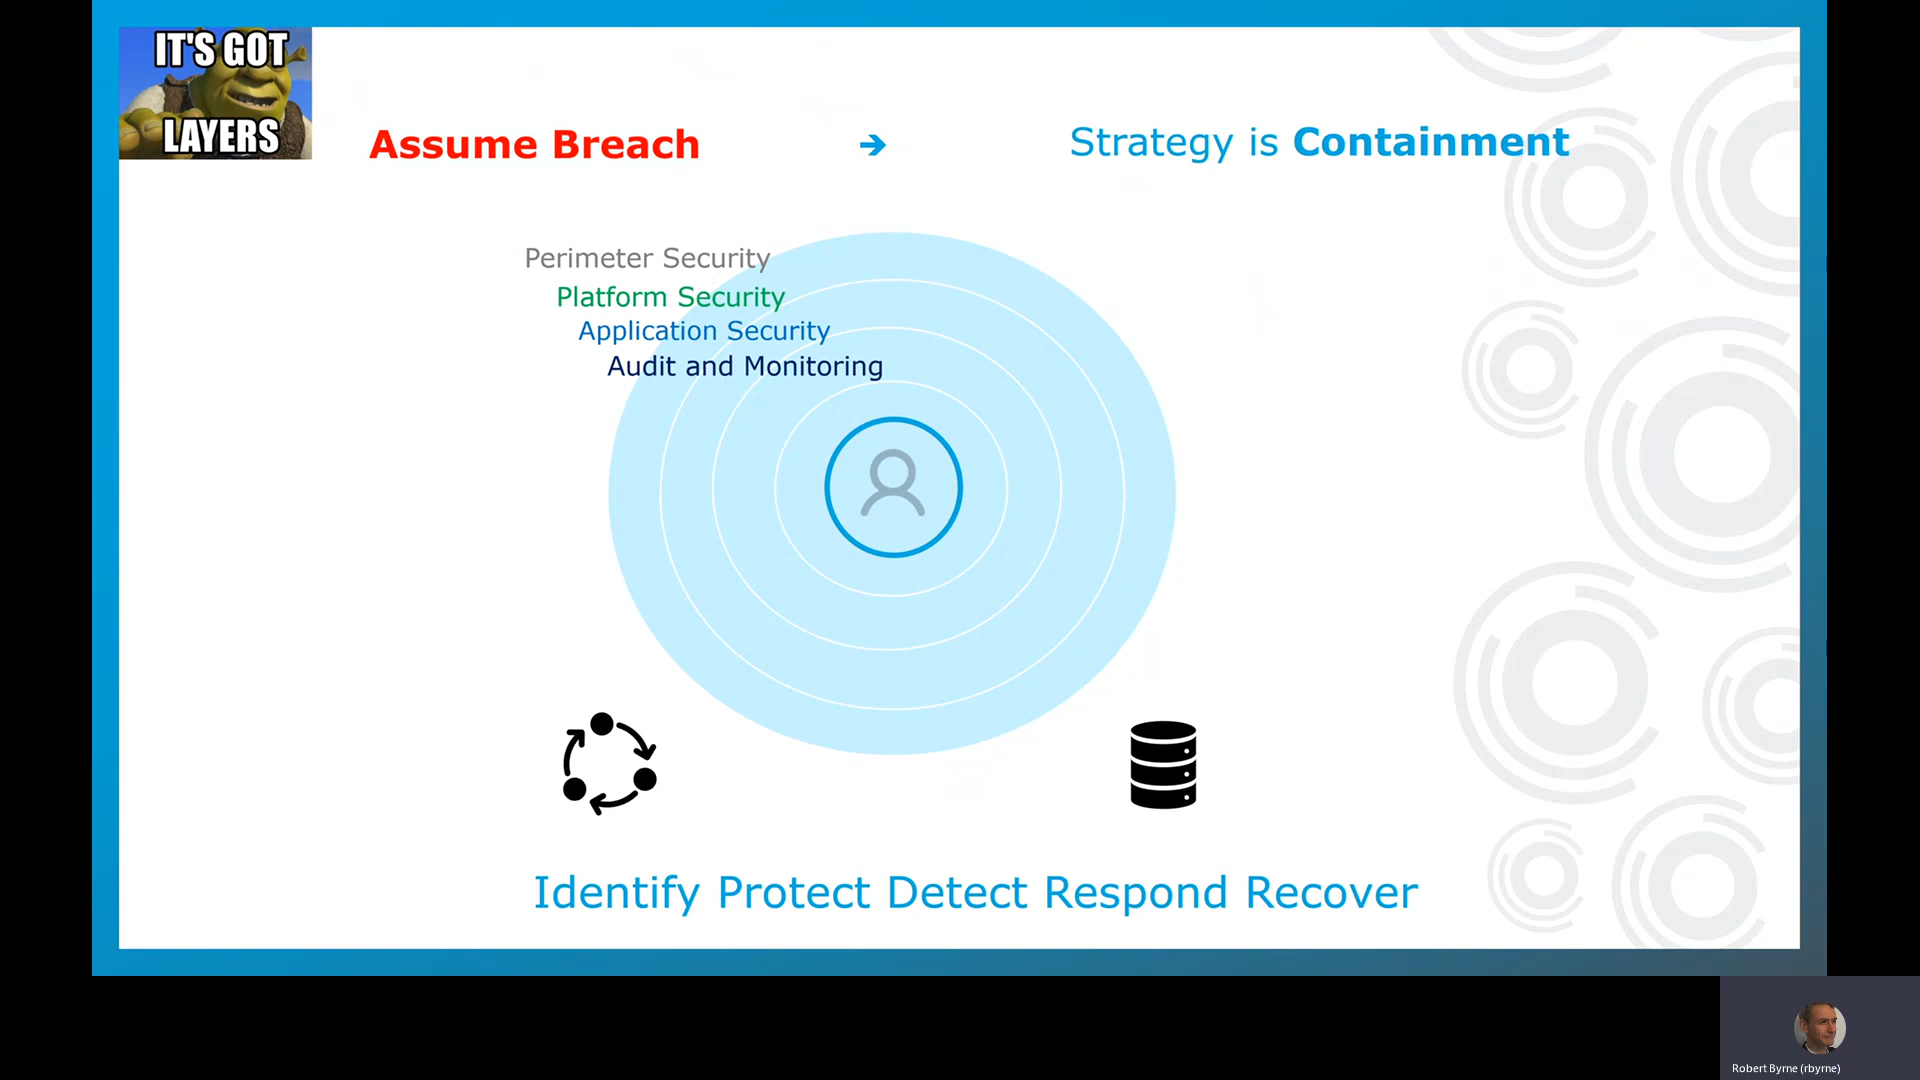 IT'S GOT
LAYERS
Assume Breach → Strategy is Containment
Perimeter Security
Platform Security
Application Security
Audit and Monitoring
Identify Protect Detect Respond Recover
Robert Byrne (rbyrne)